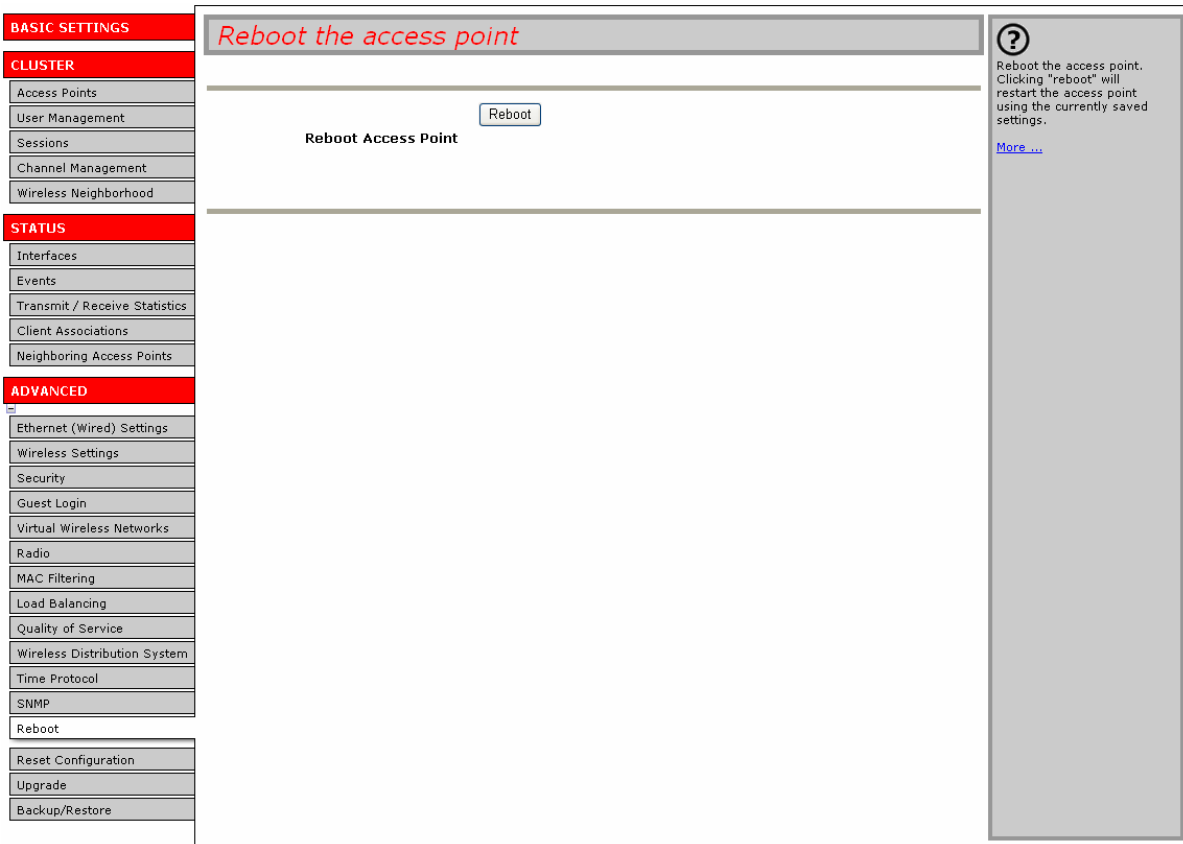 BASIC SETTINGS
CLUSTER
Access Points
User Management
Sessions
Channel Management
Wireless Neighborhood
STATUS
Interfaces
Events
Transmit / Receive Statistics
Client Associations
Neighboring Access Points
ADVANCED
Ethernet (Wired) Settings
Wireless Settings
Security
Guest Login
Virtual Wireless Networks
Radio
MAC Filtering
Load Balancing
Quality of Service
Wireless Distribution System
Time Protocol
SNMP
Reboot
Reset Configuration
Upgrade
Backup/Restore
Reboot the access point
Reboot
Reboot Access Point
?
Reboot the access point.
Clicking "reboot" will
restart the access point
using the currently saved
settings.
More ...